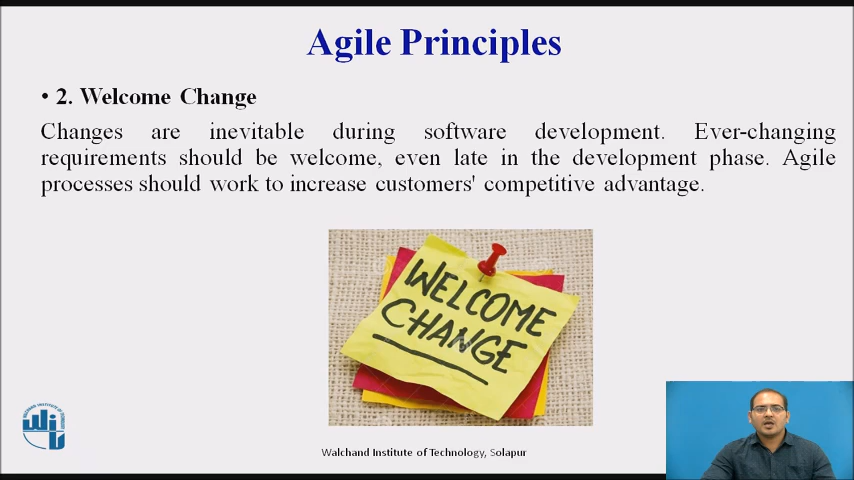 Agile Principles
• 2. Welcome Change
Changes are inevitable during software development. Ever-changing
requirements should be welcome, even late in the development phase. Agile
processes should work to increase customers' competitive advantage.
WELCOME
CHANGE
Walchand Institute of Technology, Solapur